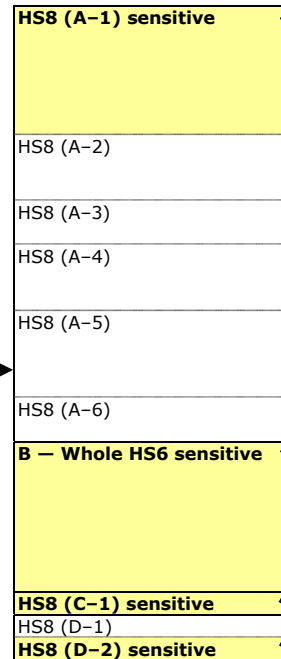 HS8 (A–1) sensitive
HS8 (A–2)
HS8 (A–3)
HS8 (A–4)
HS8 (A–5)
HS8 (A–6)
B — Whole HS6 sensitive
HS8 (C–1) sensitive
HS8 (D–1)
HS8 (D–2) sensitive